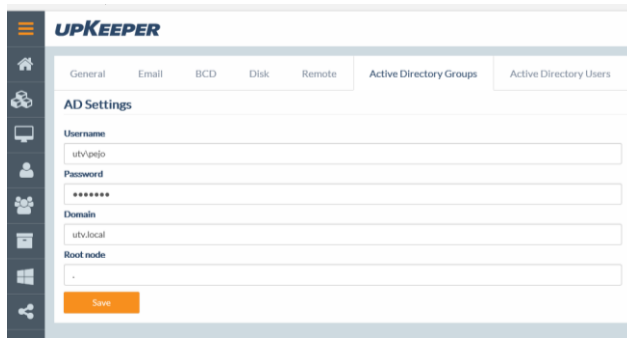 UPKEEPER
General Email BCD Disk Remote Active Directory Groups Active Directory Users
AD Settings
Username
utv\pejo
Password
•••••••
Domain
utv.local
Root node
.
Save